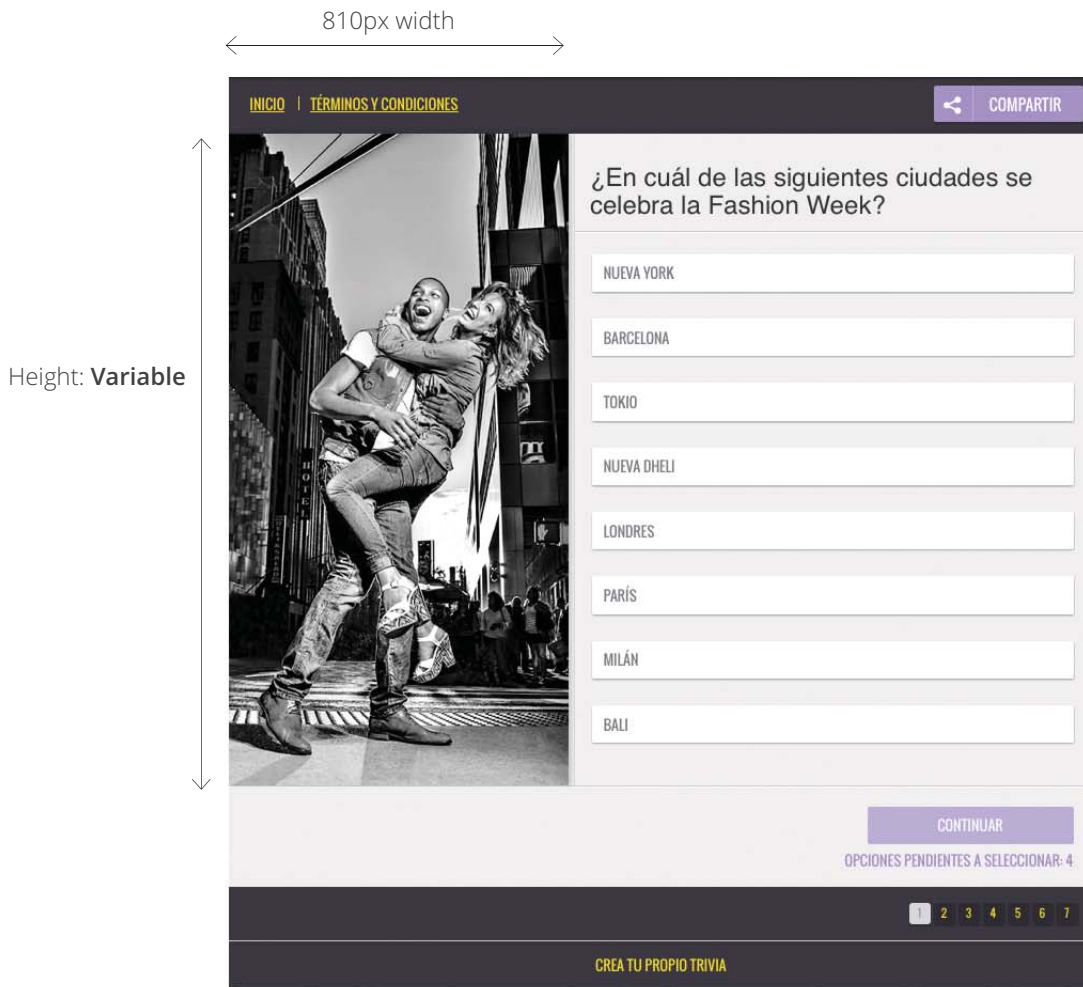 810px width
INICIO | TÉRMINOS Y CONDICIONES
COMPARTIR
¿En cuál de las siguientes ciudades se
celebra la Fashion Week?
NUEVA YORK
BARCELONA
TOKIO
NUEVA DHELI
LONDRES
PARÍS
MILÁN
BALI
Height: Variable
HOTEL
CONTINUAR
OPCIONES PENDIENTES A SELECCIONAR: 4
1 2 3 4 5 6 7
CREA TU PROPIO TRIVIA